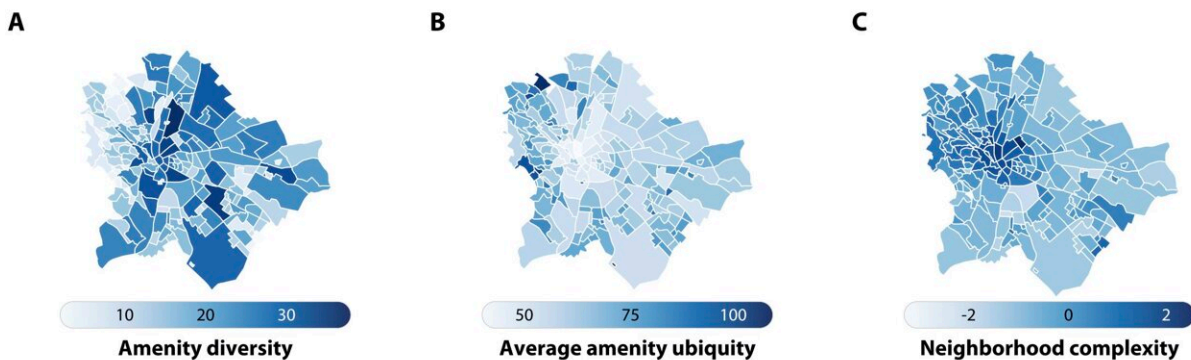 A
B
C
10 20 30
50 75 100
-2 0 2
Amenity diversity
Average amenity ubiquity
Neighborhood complexity